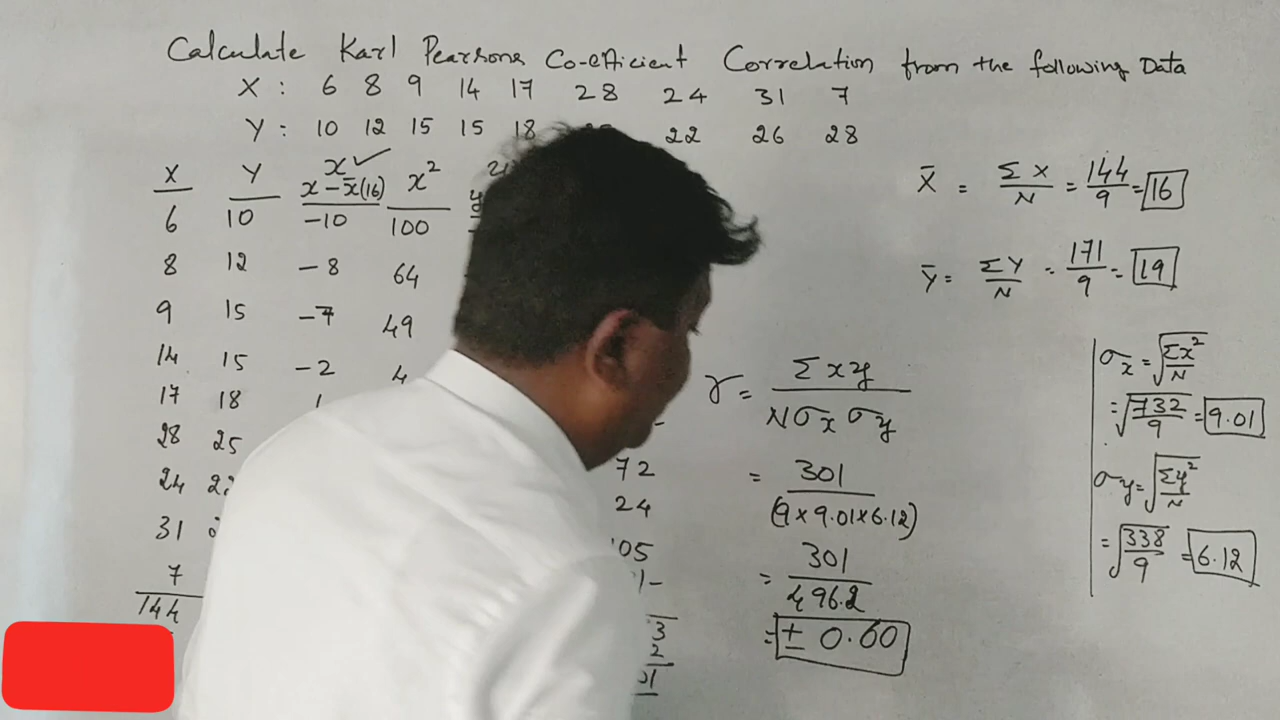 Calculate Karl Pearsons Co-efficient Correlation from the following Data
X : 6 8 9 14 17 28 24 31 7
Y : 10 12 15 15 18 22 26 28
X Y x ✓ x²
x - x̄(16)
6 10 -10 100
8 12 -8 64
9 15 -7 49
14 15 -2 4
17 18 1
28 25
24
31
7
144
72
24
105
X̄ = ΣX/N = 144/9 = 16
Ȳ = ΣY/N = 171/9 = 19
r = Σxy / Nσx σy
= 301 / (9 x 9.01 x 6.12)
= 301 / 496.2
= ± 0.60
σx = √Σx²/N
= √732/9 = 9.01
σy = √Σy²/N
= √338/9 = 6.12